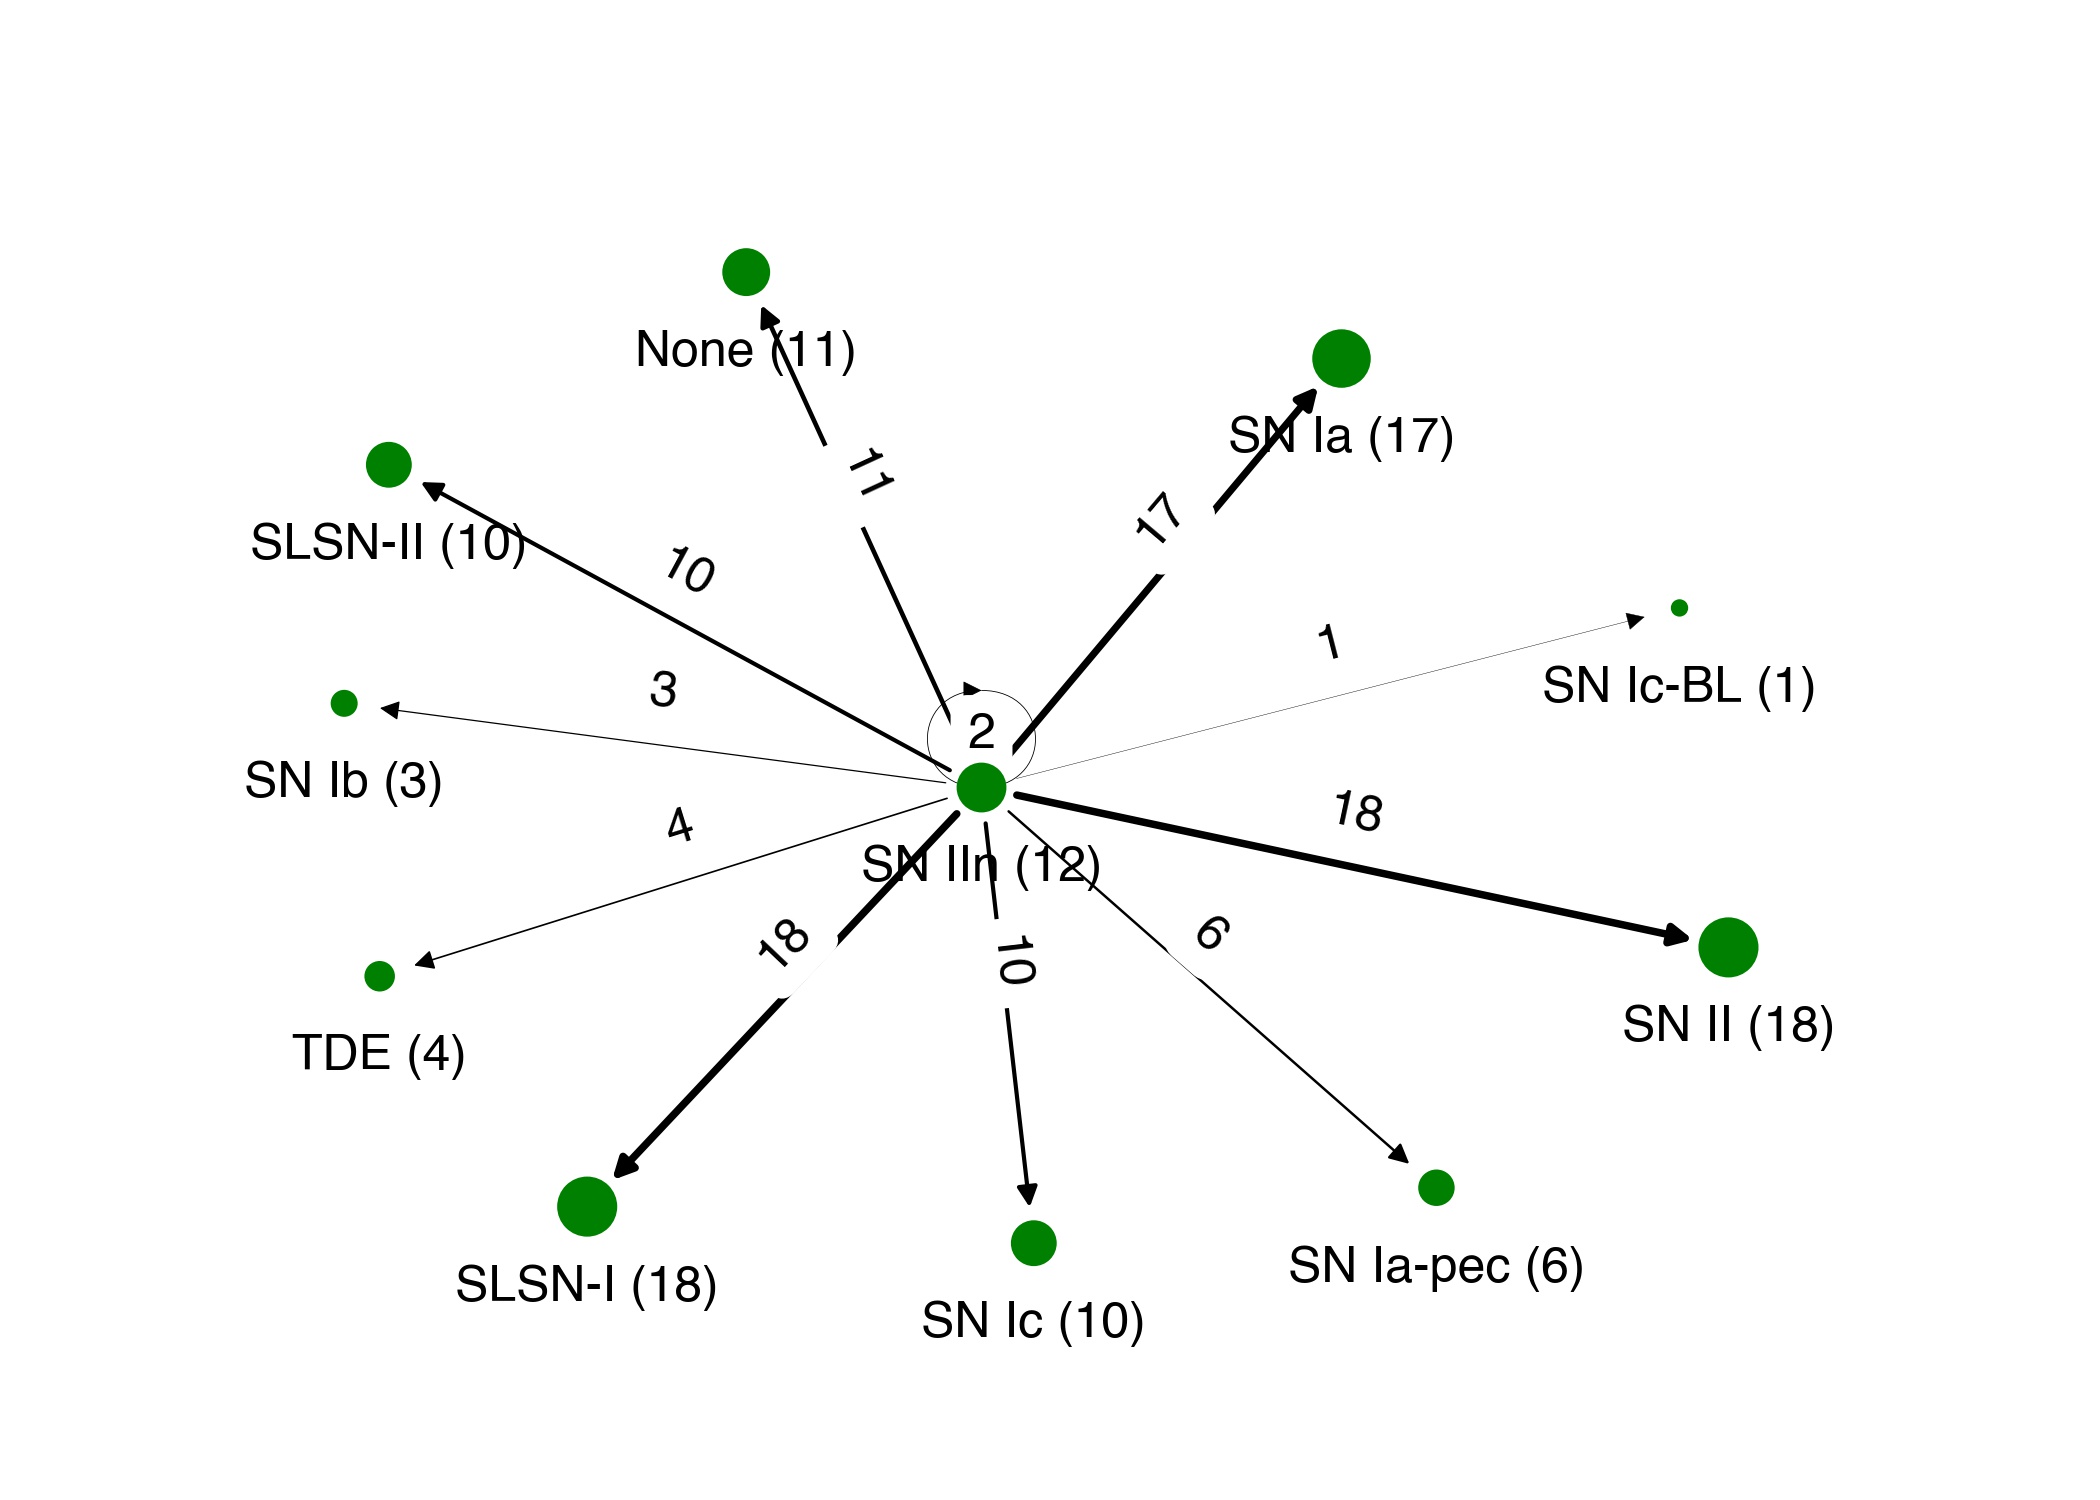 None (11)
SN Ia (17)
11
17
SLSN-II (10)
10
1
SN Ic-BL (1)
3
2
SN Ib (3)
4
18
SN IIn (12)
18
10
6
TDE (4)
SN II (18)
SLSN-I (18)
SN Ic (10)
SN Ia-pec (6)